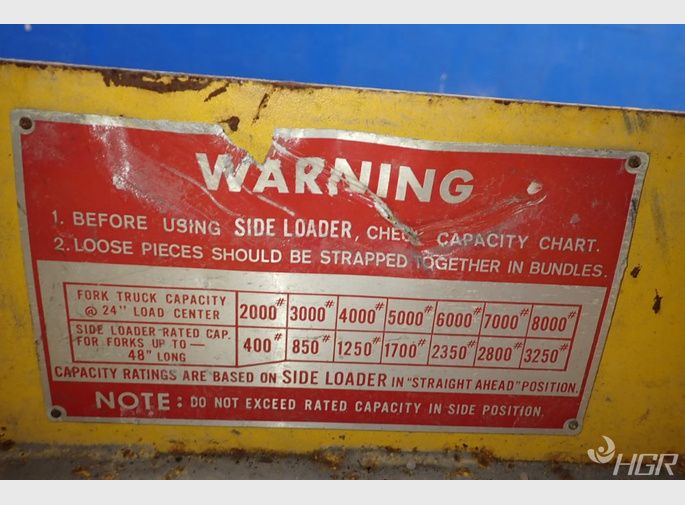 WARNING
1. BEFORE USING SIDE LOADER, CHECK CAPACITY CHART.
2. LOOSE PIECES SHOULD BE STRAPPED TOGETHER IN BUNDLES.
FORK TRUCK CAPACITY
@ 24" LOAD CENTER 2000# 3000# 4000# 5000# 6000# 7000# 8000#
SIDE LOADER RATED CAP.
FOR FORKS UP TO —
48" LONG 400# 850# 1250# 1700# 2350# 2800# 3250#
CAPACITY RATINGS ARE BASED ON SIDE LOADER IN "STRAIGHT AHEAD" POSITION.
NOTE: DO NOT EXCEED RATED CAPACITY IN SIDE POSITION.
HGR